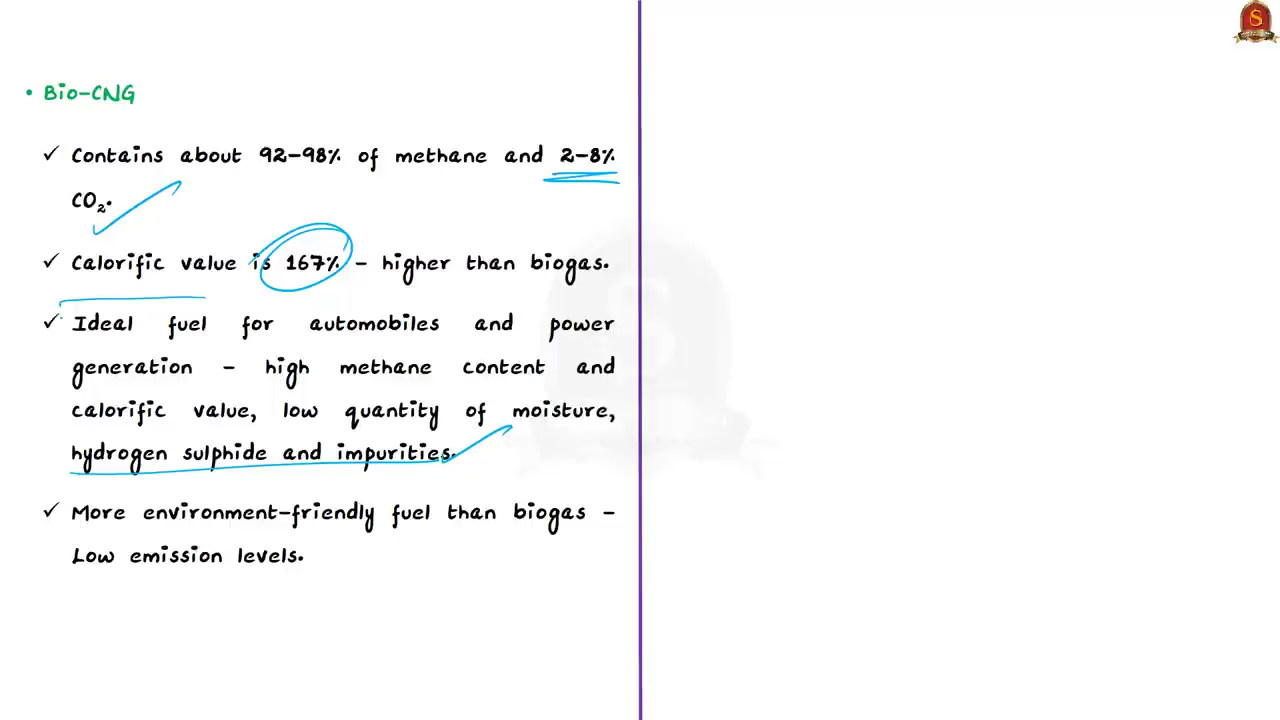 • Bio-CNG
✓ Contains about 92-98% of methane and 2-8%
CO₂.
✓ Calorific value is 167% - higher than biogas.
✓ Ideal fuel for automobiles and power
generation - high methane content and
calorific value, low quantity of moisture,
hydrogen sulphide and impurities.
✓ More environment-friendly fuel than biogas -
Low emission levels.
S